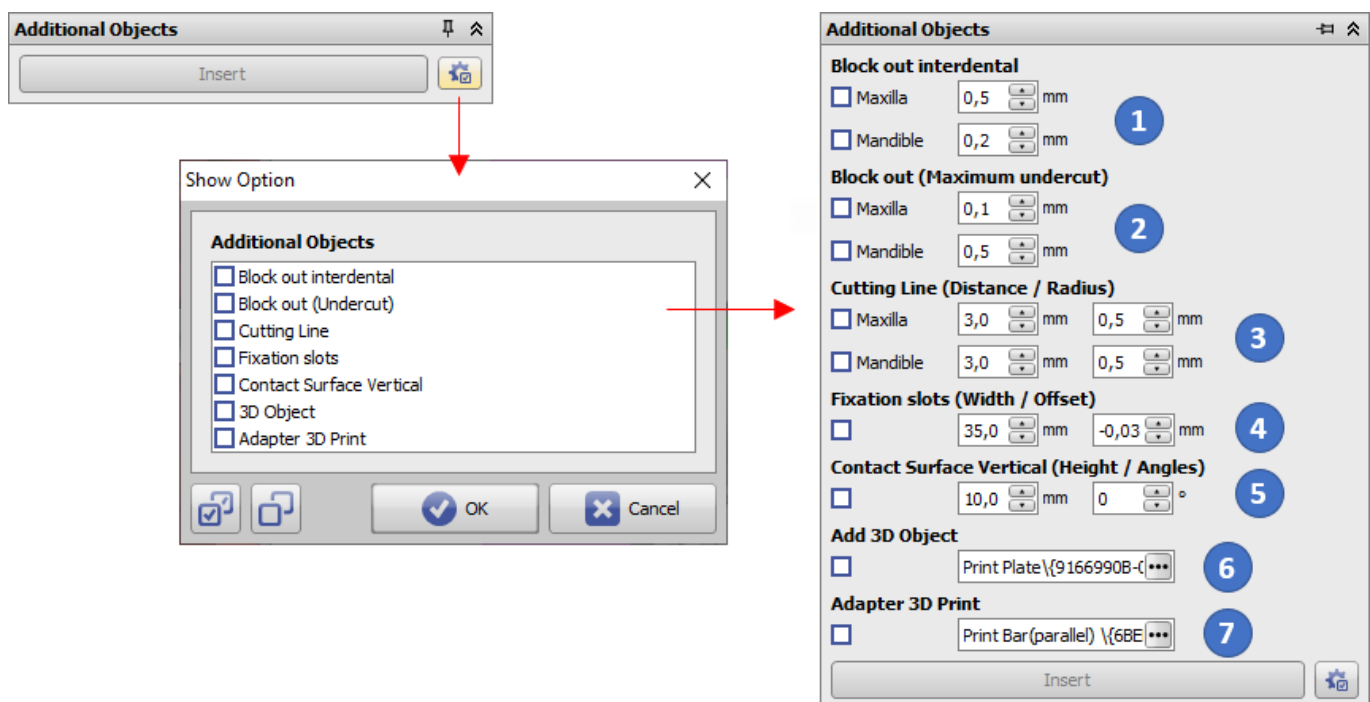 Additional Objects
Insert
Show Option
Additional Objects
Block out interdental
Block out (Undercut)
Cutting Line
Fixation slots
Contact Surface Vertical
3D Object
Adapter 3D Print
OK
Cancel
Additional Objects
Block out interdental
Maxilla 0,5 mm
1
Mandible 0,2 mm
Block out (Maximum undercut)
Maxilla 0,1 mm
2
Mandible 0,5 mm
Cutting Line (Distance / Radius)
Maxilla 3,0 mm 0,5 mm
3
Mandible 3,0 mm 0,5 mm
Fixation slots (Width / Offset)
35,0 mm -0,03 mm 4
Contact Surface Vertical (Height / Angles)
10,0 mm 0 ° 5
Add 3D Object
Print Plate\{9166990B-( ••• 6
Adapter 3D Print
Print Bar(parallel) \{6BE ••• 7
Insert